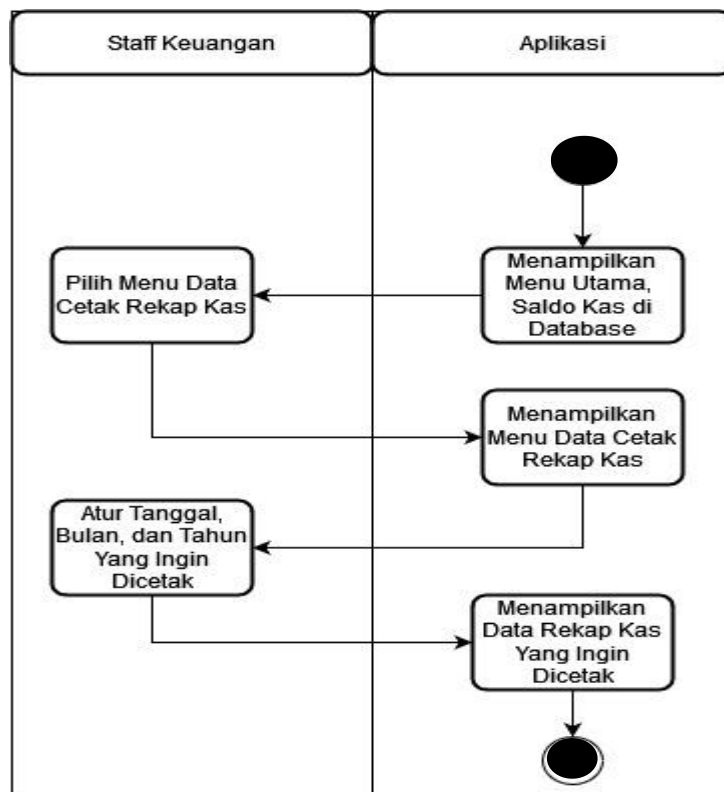 Staff Keuangan
Aplikasi
Menampilkan
Menu Utama,
Saldo Kas di
Database
Pilih Menu Data
Cetak Rekap Kas
Menampilkan
Menu Data Cetak
Rekap Kas
Atur Tanggal,
Bulan, dan Tahun
Yang Ingin
Dicetak
Menampilkan
Data Rekap Kas
Yang Ingin
Dicetak